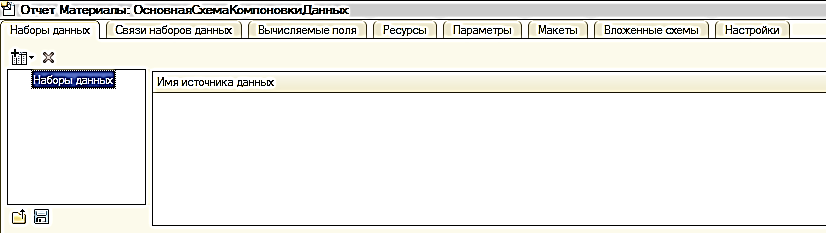 Отчет Материалы: ОсновнаяСхемаКомпоновкиДанных
Наборы данных Связи наборов данных Вычисляемые поля Ресурсы Параметры Макеты Вложенные схемы Настройки
Наборы данных
Имя источника данных